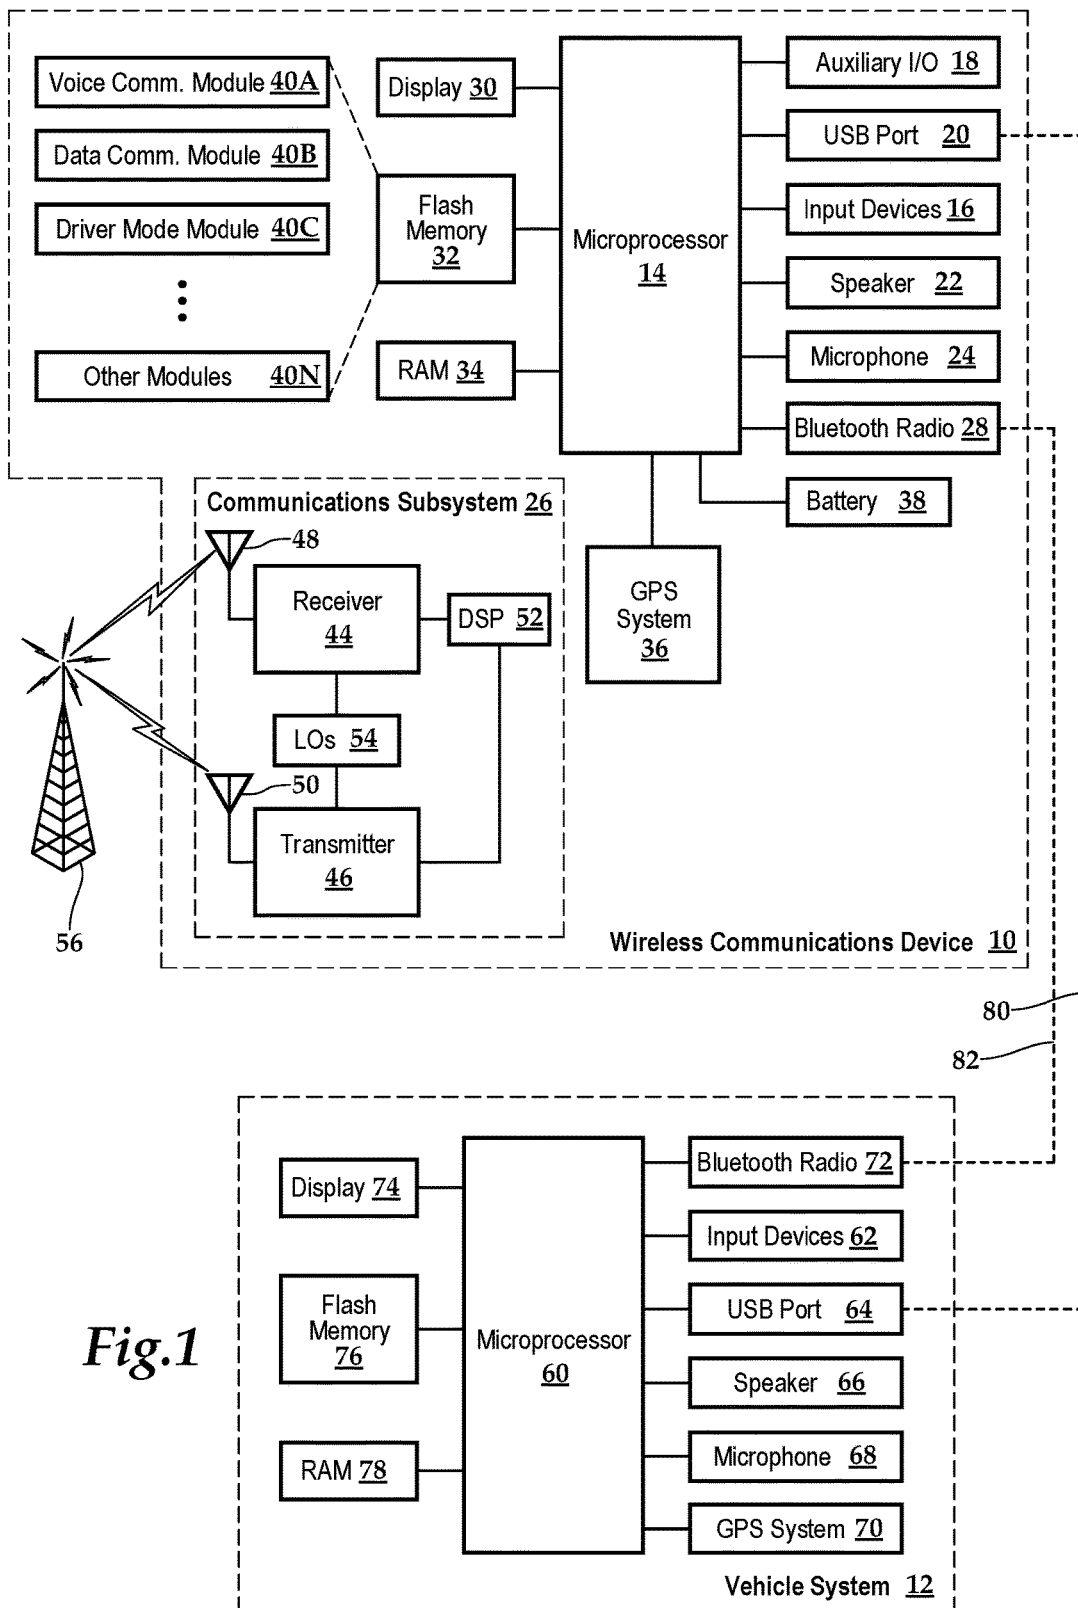 Voice Comm. Module 40A
Data Comm. Module 40B
Driver Mode Module 40C
Other Modules 40N
Display 30
Flash
Memory
32
RAM 34
Microprocessor
14
Auxiliary I/O 18
USB Port 20
Input Devices 16
Speaker 22
Microphone 24
Bluetooth Radio 28
Battery 38
GPS
System
36
Communications Subsystem 26
48
Receiver
44
DSP 52
LOs 54
50
Transmitter
46
56
Wireless Communications Device 10
80
82
Display 74
Flash
Memory
76
RAM 78
Microprocessor
60
Bluetooth Radio 72
Input Devices 62
USB Port 64
Speaker 66
Microphone 68
GPS System 70
Vehicle System 12
Fig.1